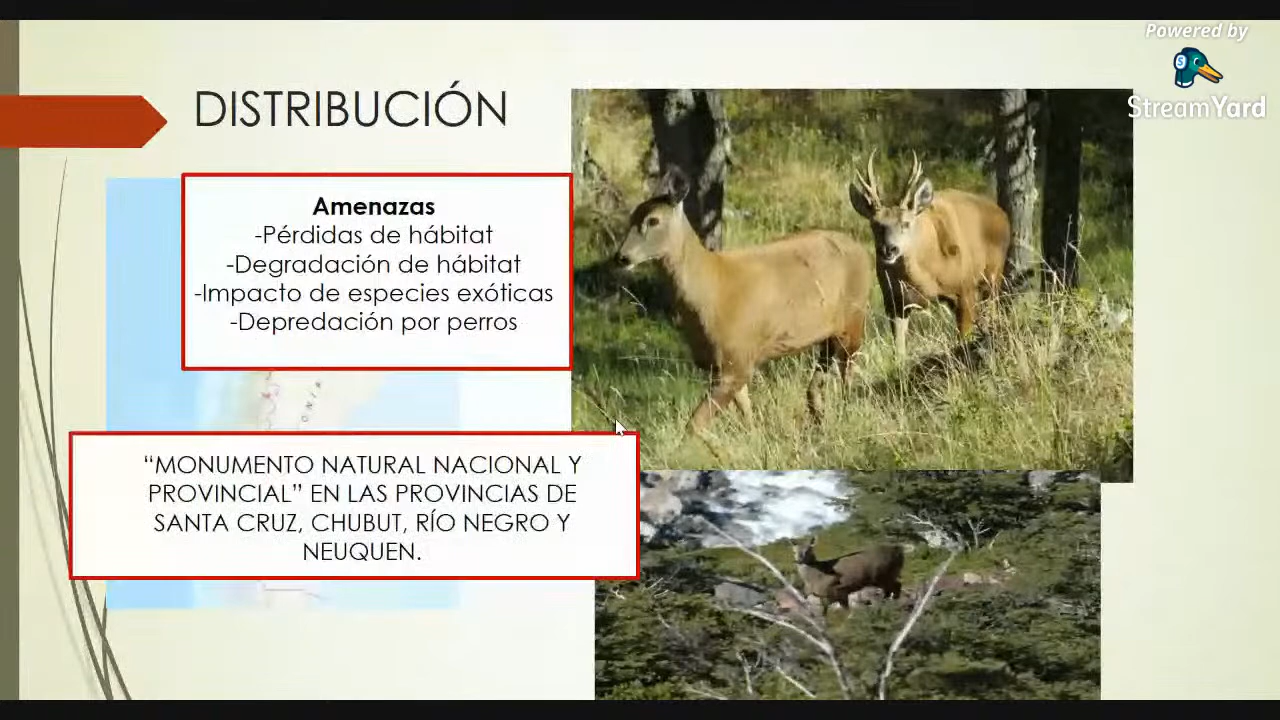 Powered by
StreamYard
DISTRIBUCIÓN
Amenazas
-Pérdidas de hábitat
-Degradación de hábitat
-Impacto de especies exóticas
-Depredación por perros
“MONUMENTO NATURAL NACIONAL Y
PROVINCIAL” EN LAS PROVINCIAS DE
SANTA CRUZ, CHUBUT, RÍO NEGRO Y
NEUQUEN.